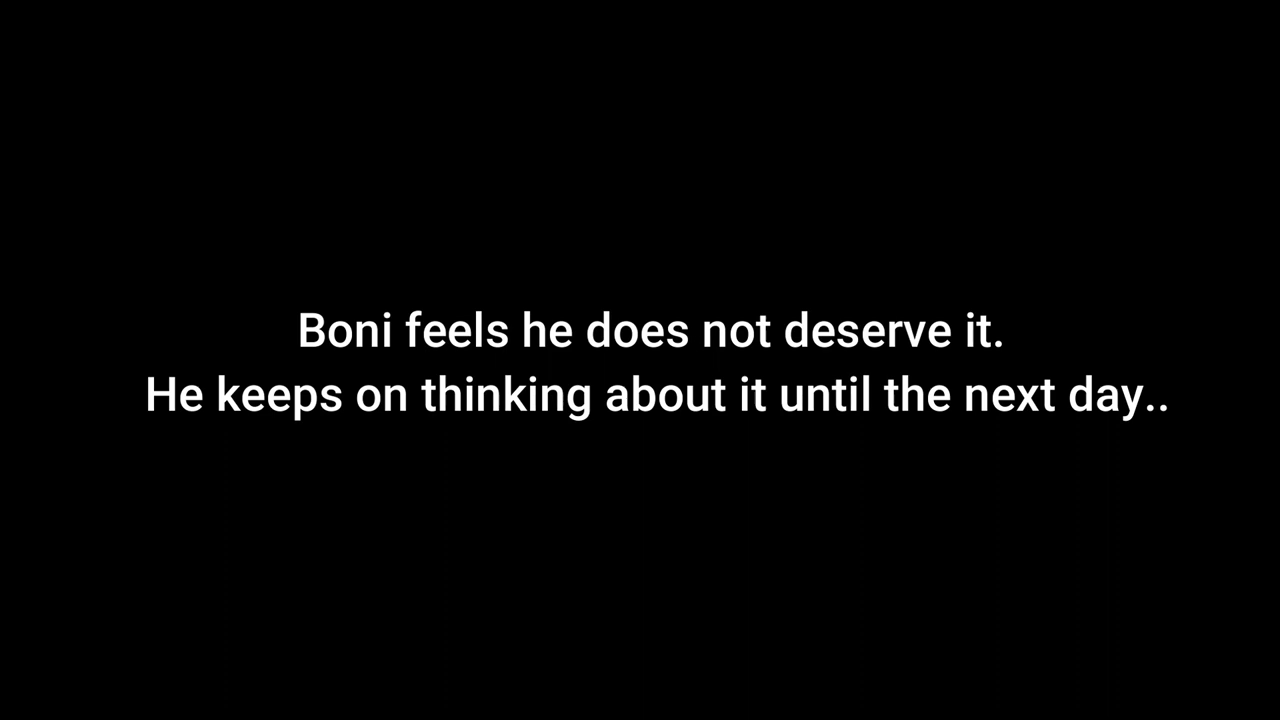 Boni feels he does not deserve it.
He keeps on thinking about it until the next day..